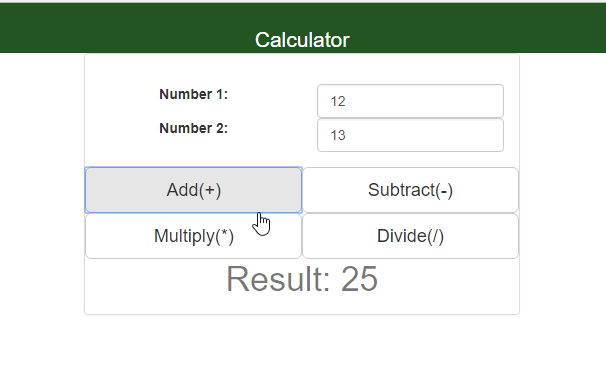 Calculator
Number 1: 12
Number 2: 13
Add(+) Subtract(-)
Multiply(*) Divide(/)
Result: 25